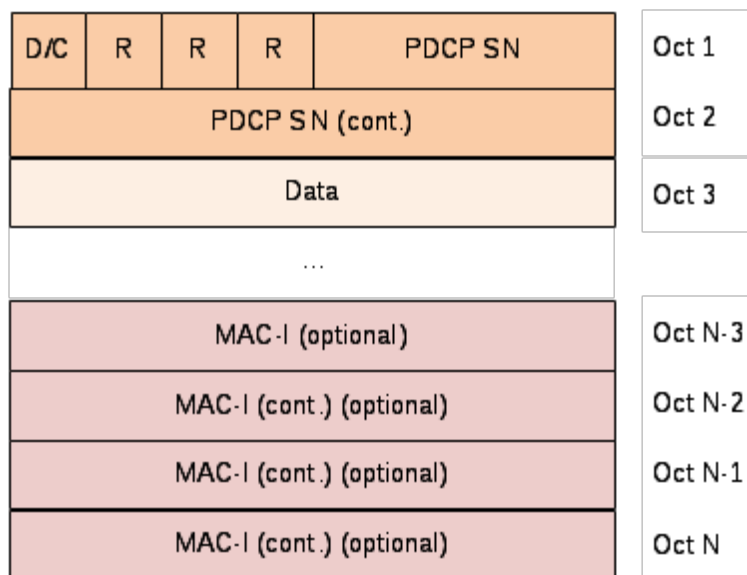 D/C R R R PDCP SN Oct 1
PDCP SN (cont.) Oct 2
Data Oct 3
...
MAC-I (optional) Oct N-3
MAC-I (cont.) (optional) Oct N-2
MAC-I (cont.) (optional) Oct N-1
MAC-I (cont.) (optional) Oct N